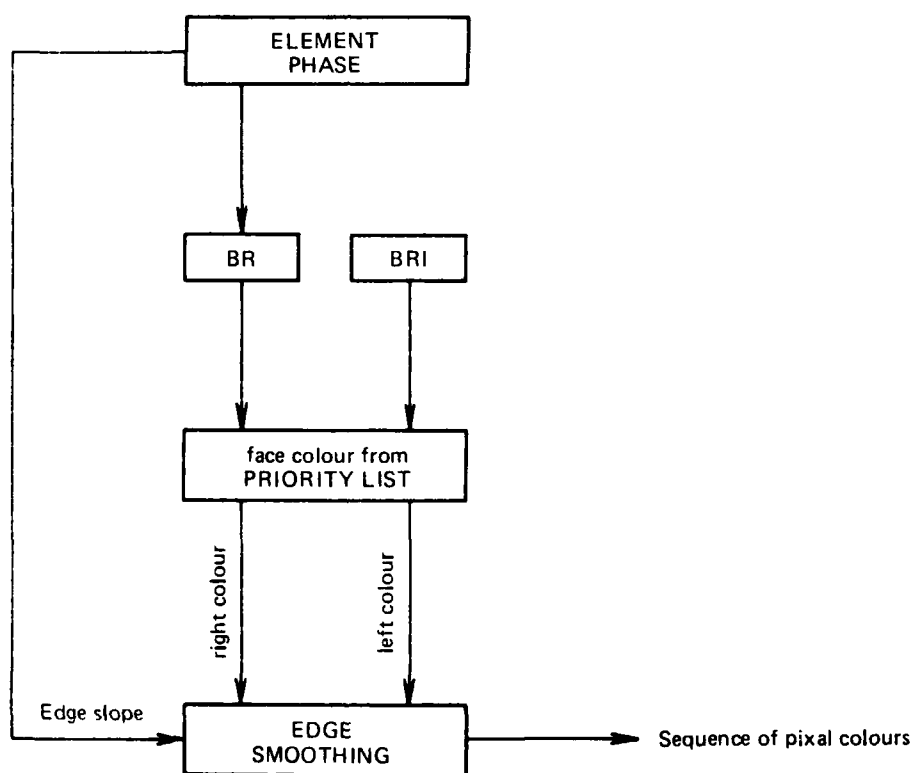 ELEMENT
PHASE
BR
BRI
face colour from
PRIORITY LIST
right colour
left colour
Edge slope
EDGE
SMOOTHING
Sequence of pixal colours